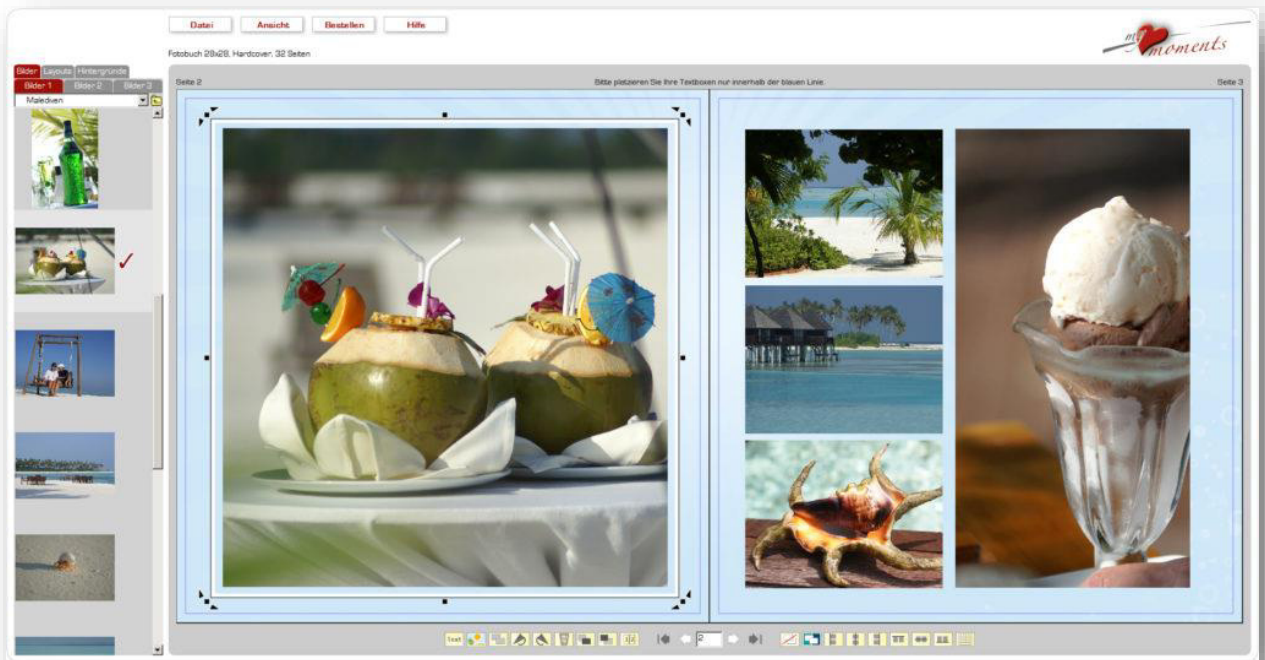 Datei Ansicht Bestellen Hilfe
my moments
Fotobuch 28x28, Hardcover, 32 Seiten
Bilder Layouts Hintergründe
Bilder 1 Bilder 2 Bilder 3
Malediven
Seite 2
Bitte platzieren Sie Ihre Textboxen nur innerhalb der blauen Linie.
Seite 3
text
2